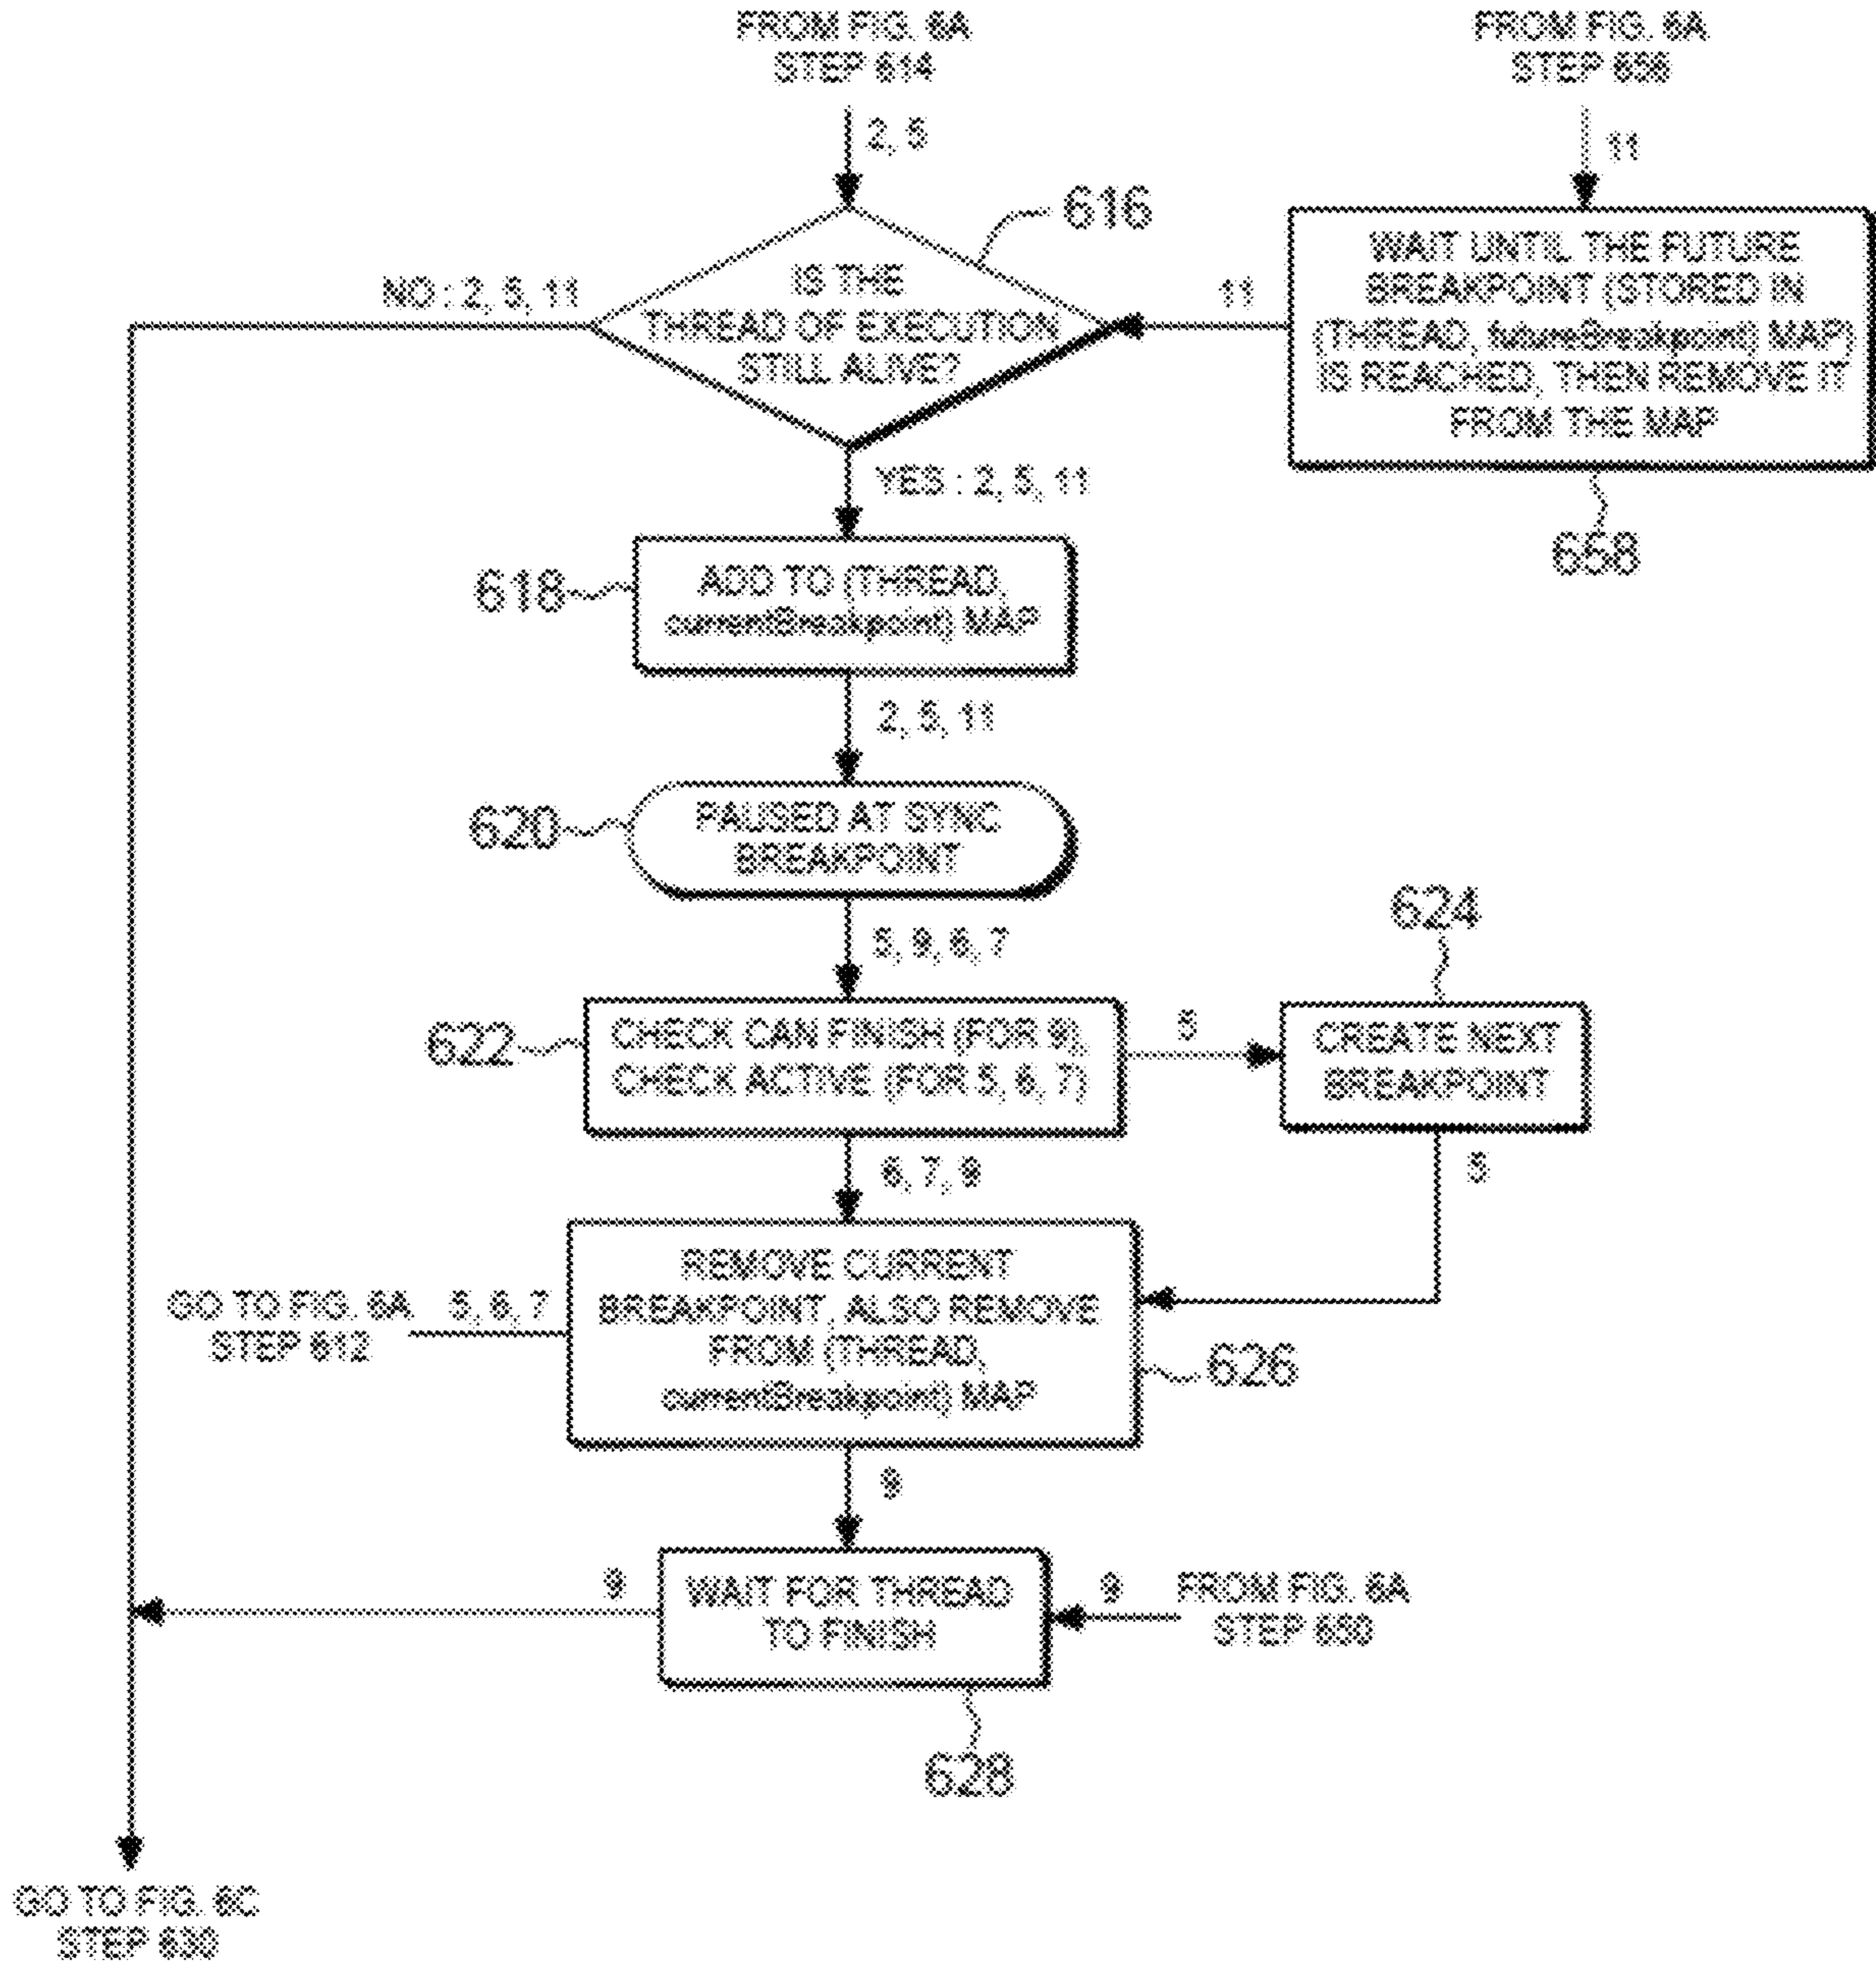 FROM FIG. 6A
STEP 614
2, 5
616
IS THE
THREAD OF EXECUTION
STILL ALIVE?
NO : 2, 5, 11
YES : 2, 5, 11
FROM FIG. 6A
STEP 656
11
WAIT UNTIL THE FUTURE
BREAKPOINT (STORED IN
(THREAD, futureBreakpoint) MAP)
IS REACHED, THEN REMOVE IT
FROM THE MAP
658
11
618
ADD TO (THREAD,
currentBreakpoint) MAP
2, 5, 11
620
PAUSED AT SYNC
BREAKPOINT
5, 9, 6, 7
622
CHECK CAN FINISH (FOR 9),
CHECK ACTIVE (FOR 5, 6, 7)
5
624
CREATE NEXT
BREAKPOINT
5
6, 7, 9
REMOVE CURRENT
BREAKPOINT, ALSO REMOVE
FROM (THREAD,
currentBreakpoint) MAP
626
GO TO FIG. 6A
STEP 612
5, 6, 7
9
WAIT FOR THREAD
TO FINISH
628
9
9
FROM FIG. 6A
STEP 650
GO TO FIG. 6C
STEP 630